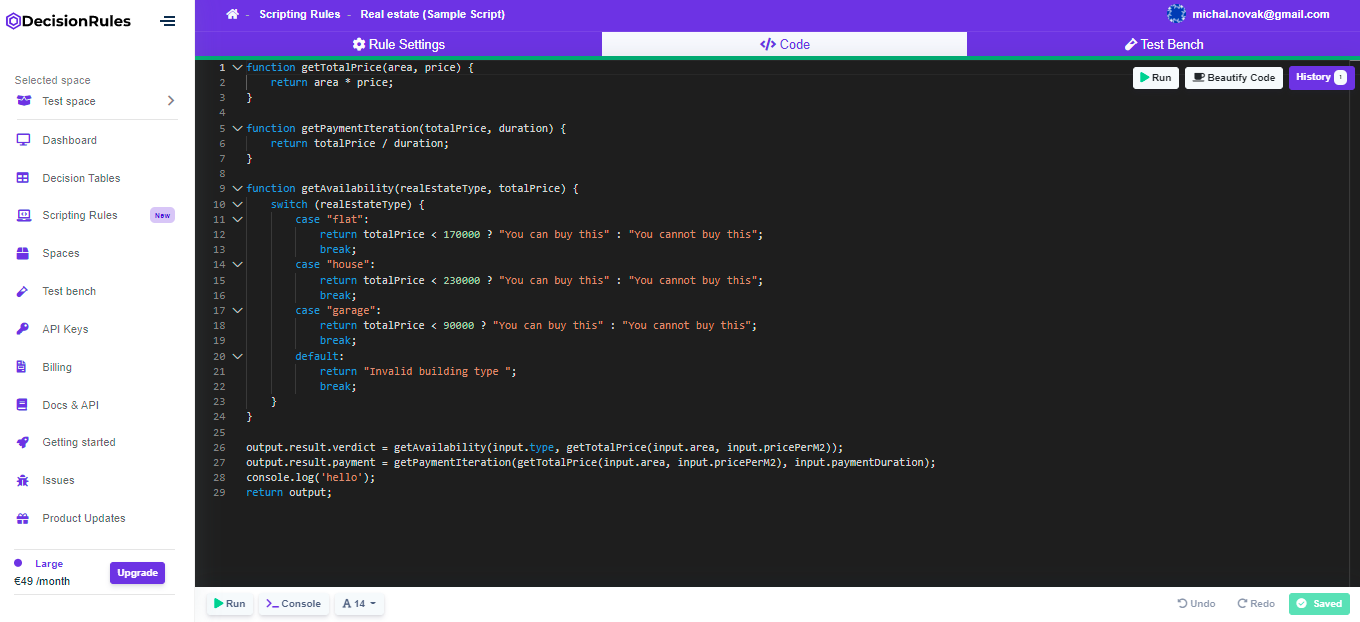 DecisionRules
Scripting Rules - Real estate (Sample Script)
michal.novak@gmail.com
Rule Settings
</> Code
Test Bench
Selected space
Test space
Dashboard
Decision Tables
Scripting Rules New
Spaces
Test bench
API Keys
Billing
Docs & API
Getting started
Issues
Product Updates
Large
€49 /month
Upgrade
Run
Beautify Code
History 1
1 function getTotalPrice(area, price) {
2 return area * price;
3 }
4
5 function getPaymentIteration(totalPrice, duration) {
6 return totalPrice / duration;
7 }
8
9 function getAvailability(realEstateType, totalPrice) {
10 switch (realEstateType) {
11 case "flat":
12 return totalPrice < 170000 ? "You can buy this" : "You cannot buy this";
13 break;
14 case "house":
15 return totalPrice < 230000 ? "You can buy this" : "You cannot buy this";
16 break;
17 case "garage":
18 return totalPrice < 90000 ? "You can buy this" : "You cannot buy this";
19 break;
20 default:
21 return "Invalid building type ";
22 break;
23 }
24 }
25
26 output.result.verdict = getAvailability(input.type, getTotalPrice(input.area, input.pricePerM2));
27 output.result.payment = getPaymentIteration(getTotalPrice(input.area, input.pricePerM2), input.paymentDuration);
28 console.log('hello');
29 return output;
Run
>_ Console
A 14
Undo
Redo
Saved